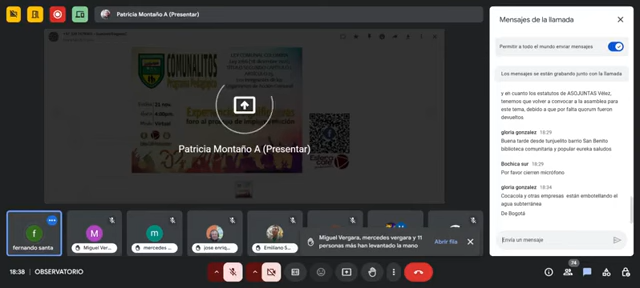 Patricia Montaño A (Presentar)
COMUNALITOS
Programa Pedagógico
Patricia Montaño A (Presentar)
fernando santa
Miguel Ver...
mercedes ...
jose enriq...
Emiliano S...
Miguel Vergara, mercedes vergara y 11
personas más han levantado la mano
Abrir fila
18:38 | OBSERVATORIO
Mensajes de la llamada
Permitir a todo el mundo enviar mensajes
Los mensajes se están grabando junto con la llamada
y en cuanto los estatutos de ASOJUNTAS Vélez,
tenemos que volver a convocar a la asamblea para
este tema, debido a que por falta quorum fueron
devueltos
gloria gonzalez 18:29
Buena tarde desde tunjuelito barrio San Benito
biblioteca comunitaria y popular eureka saludos
Bochica sur 18:29
Por favor cierren micrófono
gloria gonzalez 18:34
Cocacola y otras empresas están embotellando el
agua subterránea
De Bogotá
Envía un mensaje
74